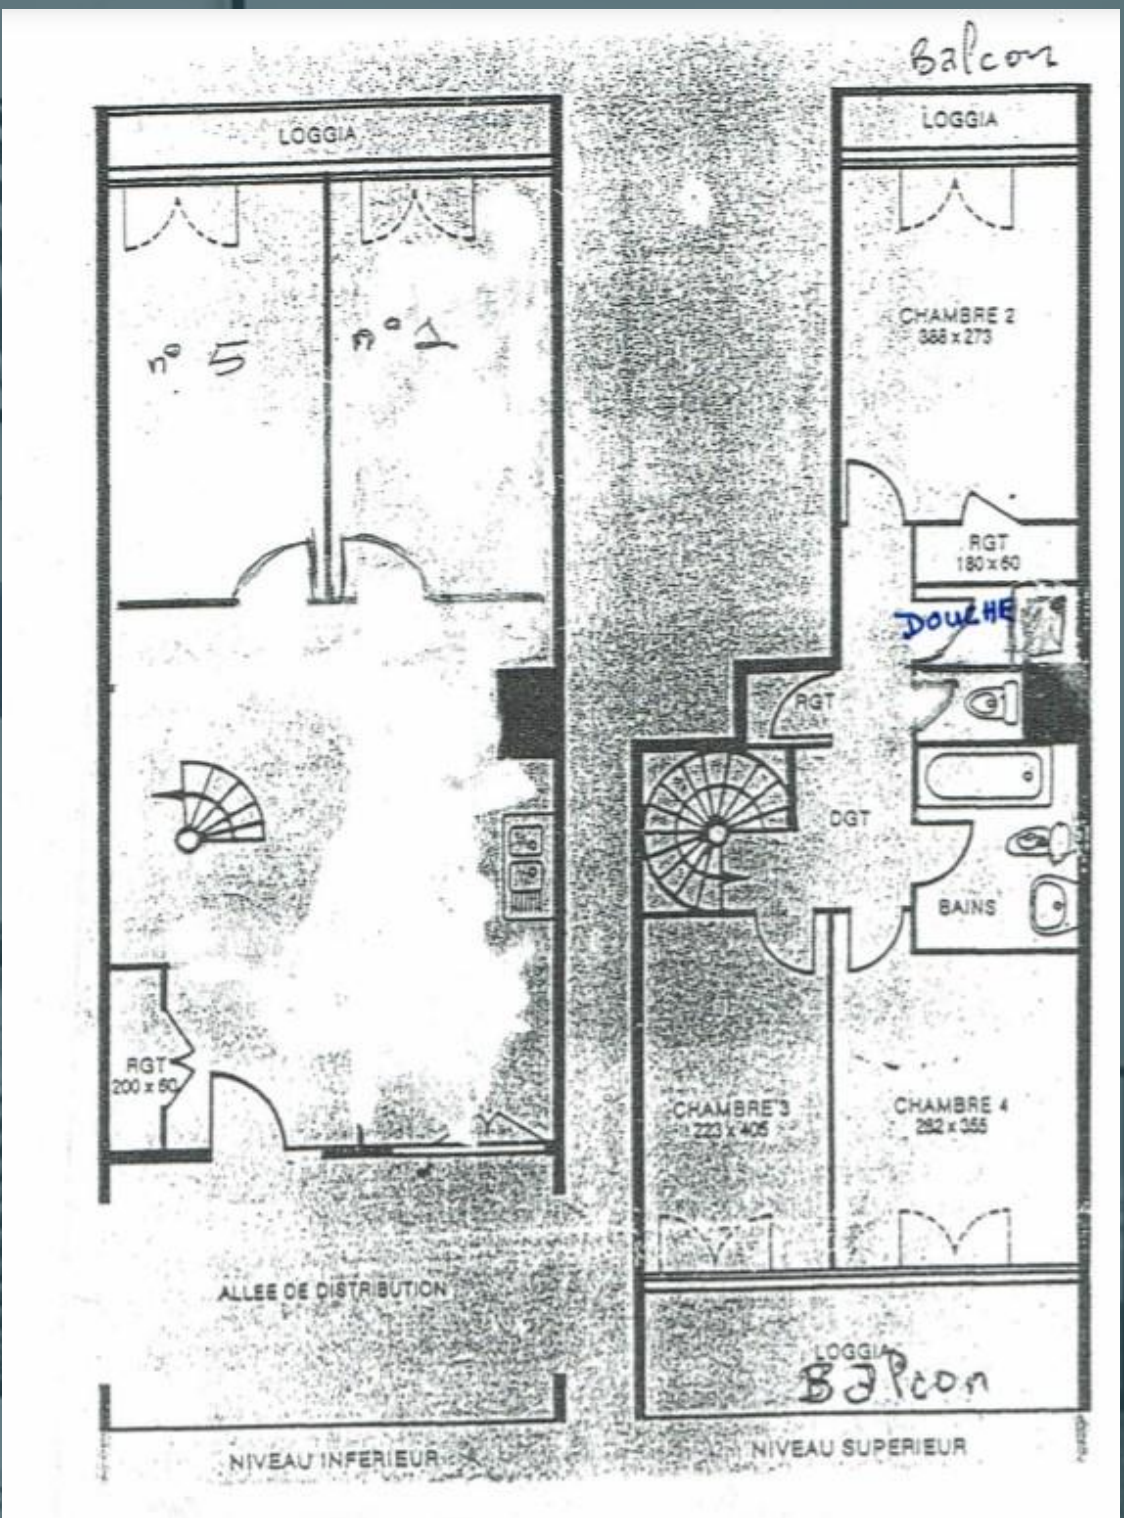 Balcon
LOGGIA
LOGGIA
n° 5
n° 1
CHAMBRE 2
388 x 273
RGT
180 x 60
DOUCHE
RGT
DGT
BAINS
RGT
200 x 60
CHAMBRE 3
223 x 405
CHAMBRE 4
282 x 355
ALLEE DE DISTRIBUTION
LOGGIA
Balcon
NIVEAU INFERIEUR
NIVEAU SUPERIEUR